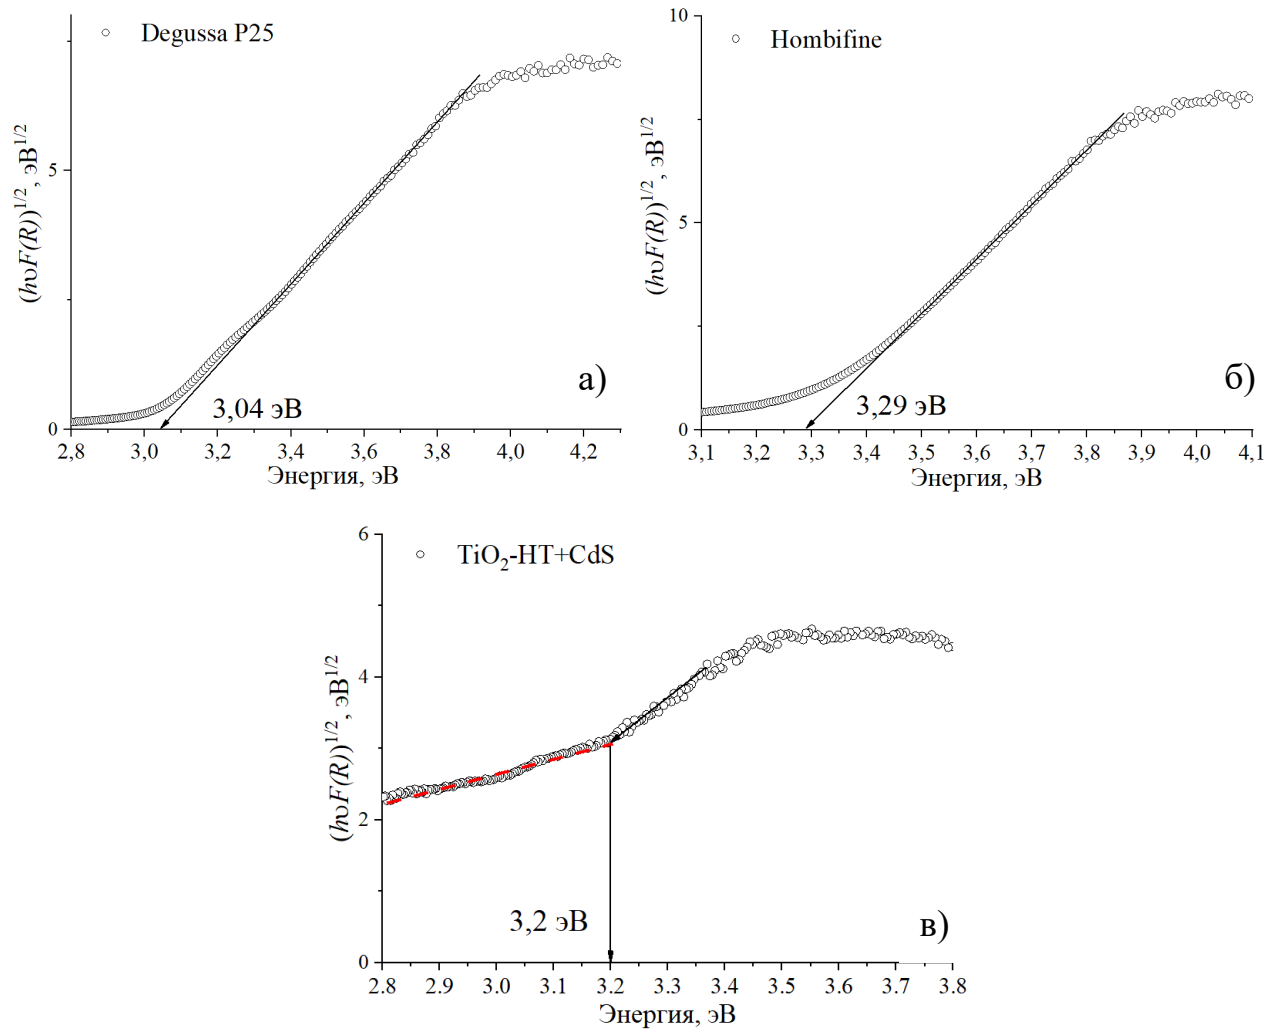 Degussa P25
(hυF(R))^1/2, эВ^1/2
5
0
2,8 3,0 3,2 3,4 3,6 3,8 4,0 4,2
Энергия, эВ
3,04 эВ
а)
Hombifine
(hυF(R))^1/2, эВ^1/2
10
5
0
3,1 3,2 3,3 3,4 3,5 3,6 3,7 3,8 3,9 4,0 4,1
Энергия, эВ
3,29 эВ
б)
TiO₂-HT+CdS
(hυF(R))^1/2, эВ^1/2
6
4
2
0
2.8 2.9 3.0 3.1 3.2 3.3 3.4 3.5 3.6 3.7 3.8
Энергия, эВ
3,2 эВ
в)